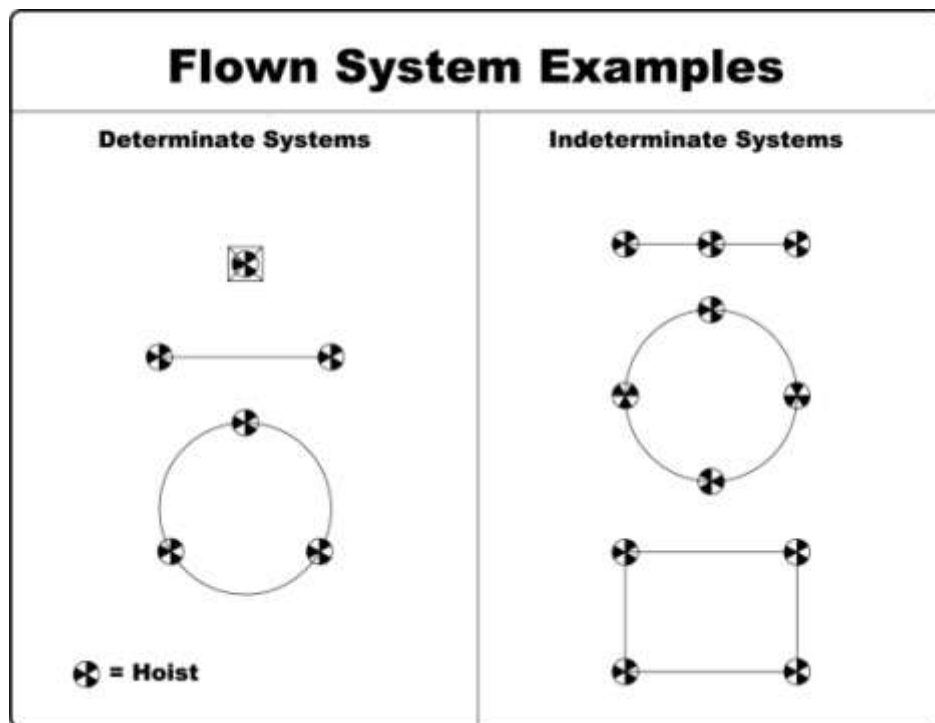 Flown System Examples
Determinate Systems
Indeterminate Systems
= Hoist